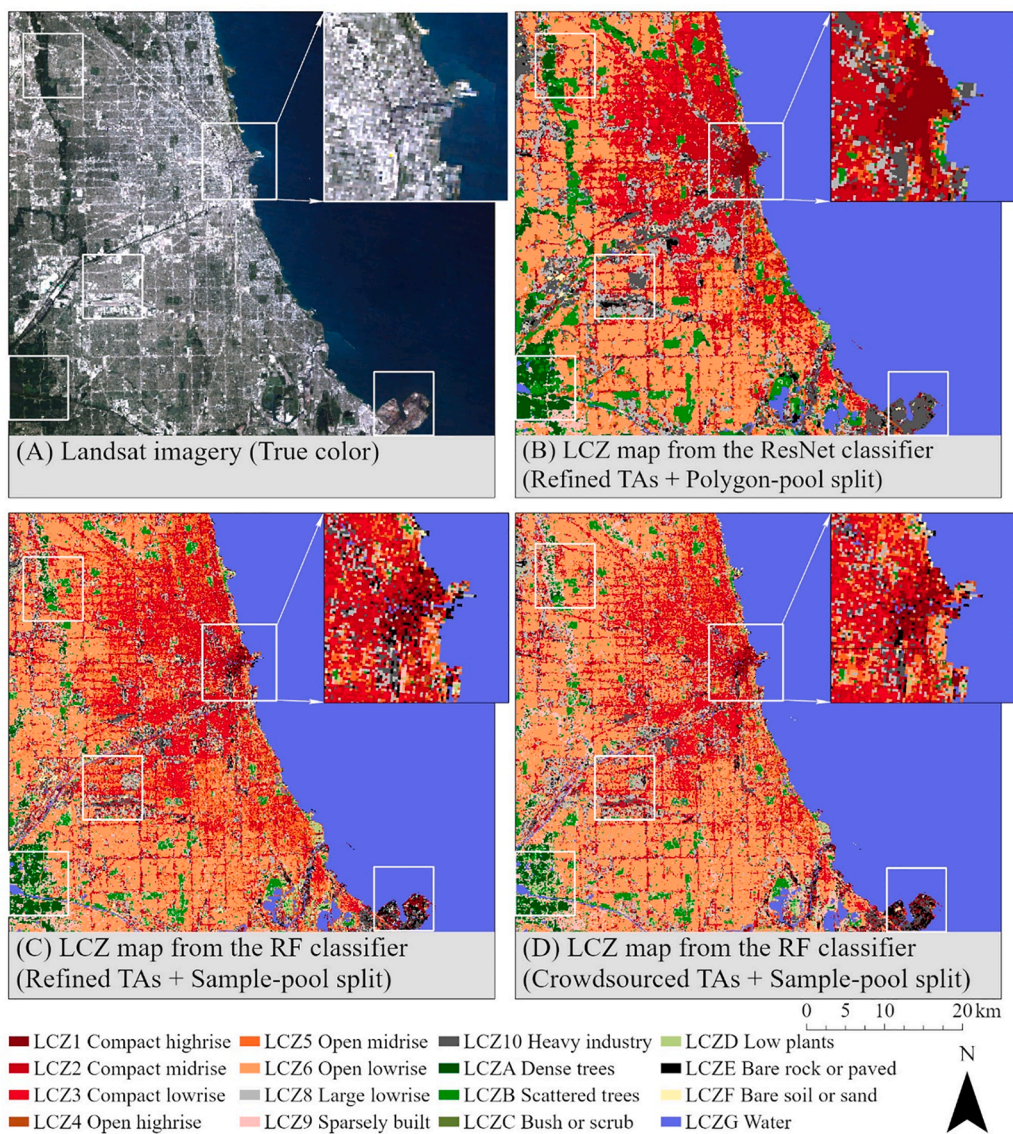 (A) Landsat imagery (True color)
(B) LCZ map from the ResNet classifier
(Refined TAs + Polygon-pool split)
(C) LCZ map from the RF classifier
(Refined TAs + Sample-pool split)
(D) LCZ map from the RF classifier
(Crowdsourced TAs + Sample-pool split)
0 5 10 20 km
LCZ1 Compact highrise
LCZ2 Compact midrise
LCZ3 Compact lowrise
LCZ4 Open highrise
LCZ5 Open midrise
LCZ6 Open lowrise
LCZ8 Large lowrise
LCZ9 Sparsely built
LCZ10 Heavy industry
LCZA Dense trees
LCZB Scattered trees
LCZC Bush or scrub
LCZD Low plants
LCZE Bare rock or paved
LCZF Bare soil or sand
LCZG Water
N